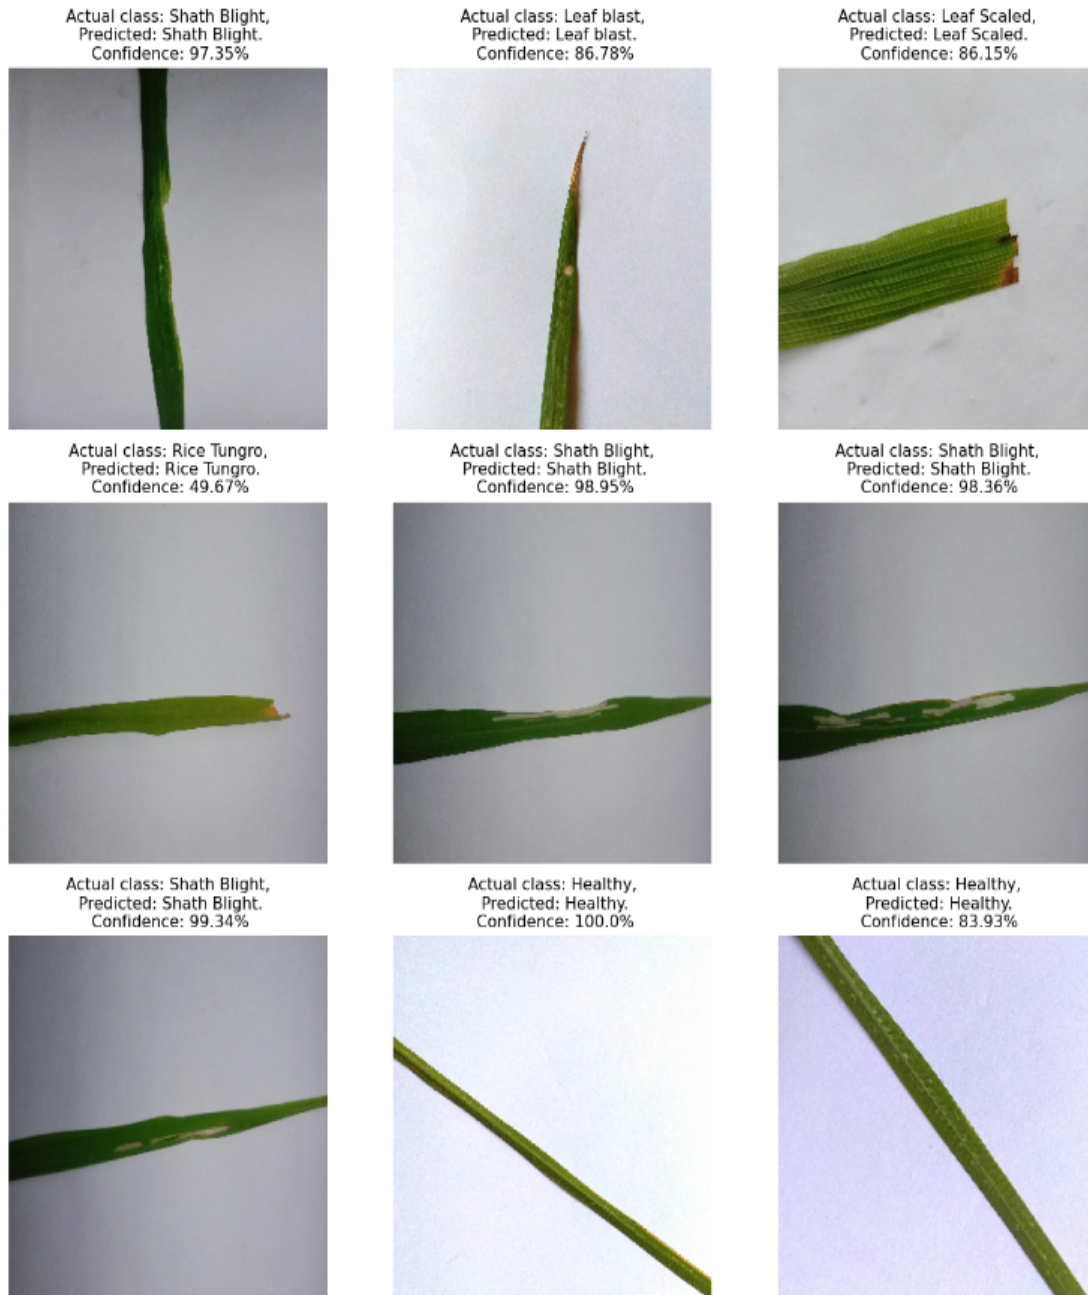 Actual class: Shath Blight,
Predicted: Shath Blight.
Confidence: 97.35%
Actual class: Leaf blast,
Predicted: Leaf blast.
Confidence: 86.78%
Actual class: Leaf Scaled,
Predicted: Leaf Scaled.
Confidence: 86.15%
Actual class: Rice Tungro,
Predicted: Rice Tungro.
Confidence: 49.67%
Actual class: Shath Blight,
Predicted: Shath Blight.
Confidence: 98.95%
Actual class: Shath Blight,
Predicted: Shath Blight.
Confidence: 98.36%
Actual class: Shath Blight,
Predicted: Shath Blight.
Confidence: 99.34%
Actual class: Healthy,
Predicted: Healthy.
Confidence: 100.0%
Actual class: Healthy,
Predicted: Healthy.
Confidence: 83.93%